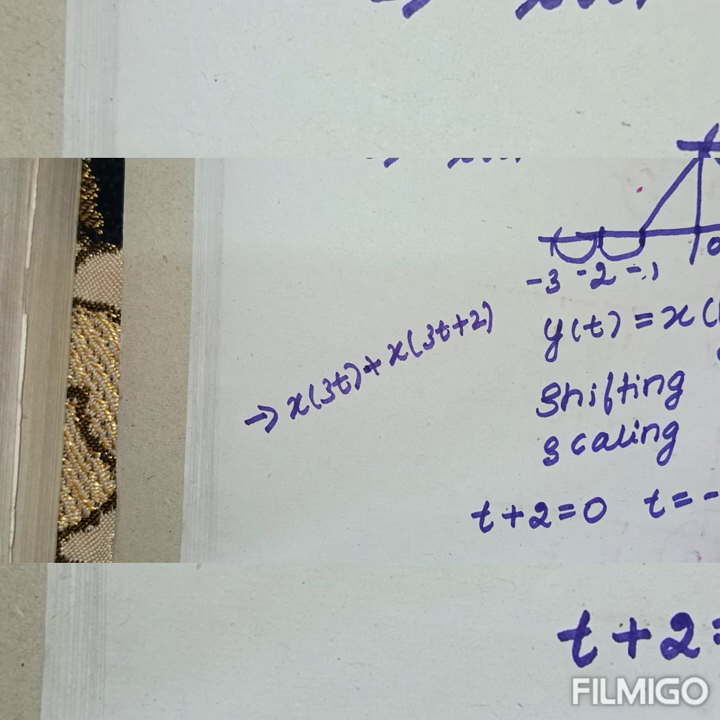 -3 -2 -1 0
→ x(3t) + x(3t+2)
y(t) = x(
Shifting
scaling
t+2=0 t=-
t+2=
FILMIGO